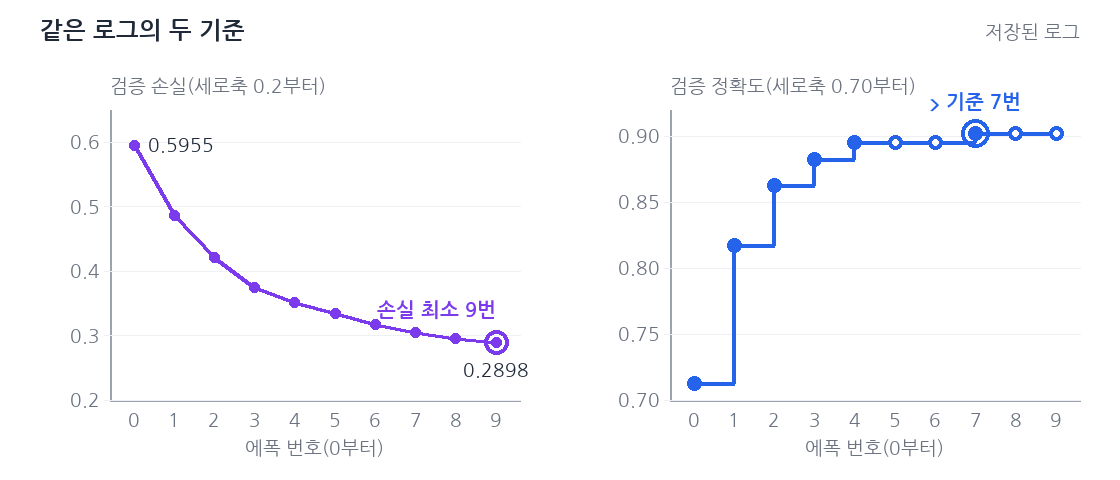 같은 로그의 두 기준
저장된 로그
검증 손실(세로축 0.2부터)
0.6
0.5
0.4
0.3
0.2
0.5955
손실 최소 9번
0.2898
0 1 2 3 4 5 6 7 8 9
에폭 번호(0부터)
검증 정확도(세로축 0.70부터)
> 기준 7번
0.90
0.85
0.80
0.75
0.70
0 1 2 3 4 5 6 7 8 9
에폭 번호(0부터)